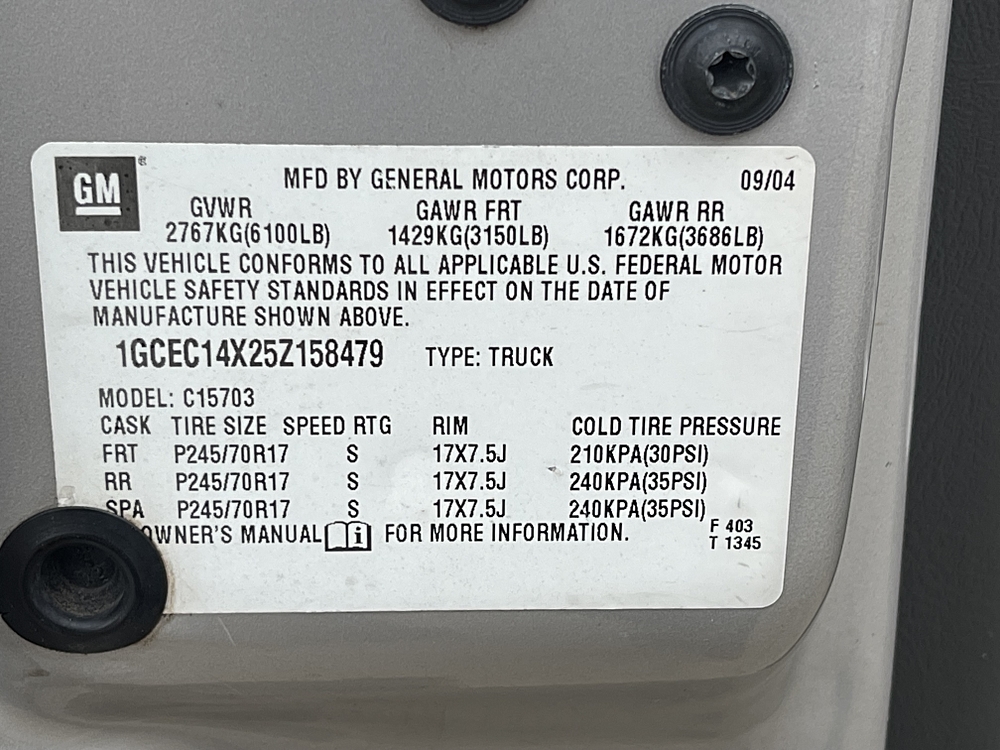 GM ®
MFD BY GENERAL MOTORS CORP. 09/04
GVWR GAWR FRT GAWR RR
2767KG(6100LB) 1429KG(3150LB) 1672KG(3686LB)
THIS VEHICLE CONFORMS TO ALL APPLICABLE U.S. FEDERAL MOTOR
VEHICLE SAFETY STANDARDS IN EFFECT ON THE DATE OF
MANUFACTURE SHOWN ABOVE.
1GCEC14X25Z158479 TYPE: TRUCK
MODEL: C15703
CASK TIRE SIZE SPEED RTG RIM COLD TIRE PRESSURE
FRT P245/70R17 S 17X7.5J 210KPA(30PSI)
RR P245/70R17 S 17X7.5J 240KPA(35PSI)
SPA P245/70R17 S 17X7.5J 240KPA(35PSI)
OWNER'S MANUAL i FOR MORE INFORMATION.
F 403
T 1345